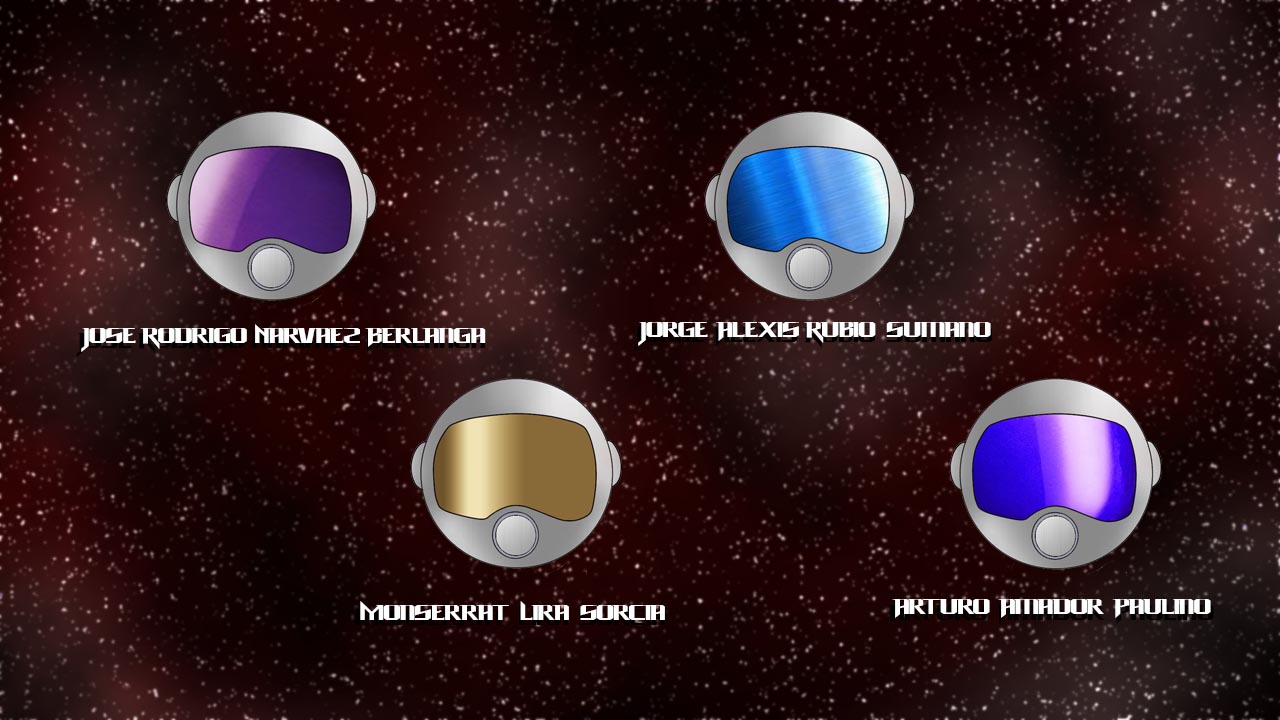 Jose Rodrigo Narvaez Berlanga
Jorge Alexis Rubio Sumano
Monserrat Lira Sorcia
Arturo Amador Paulino